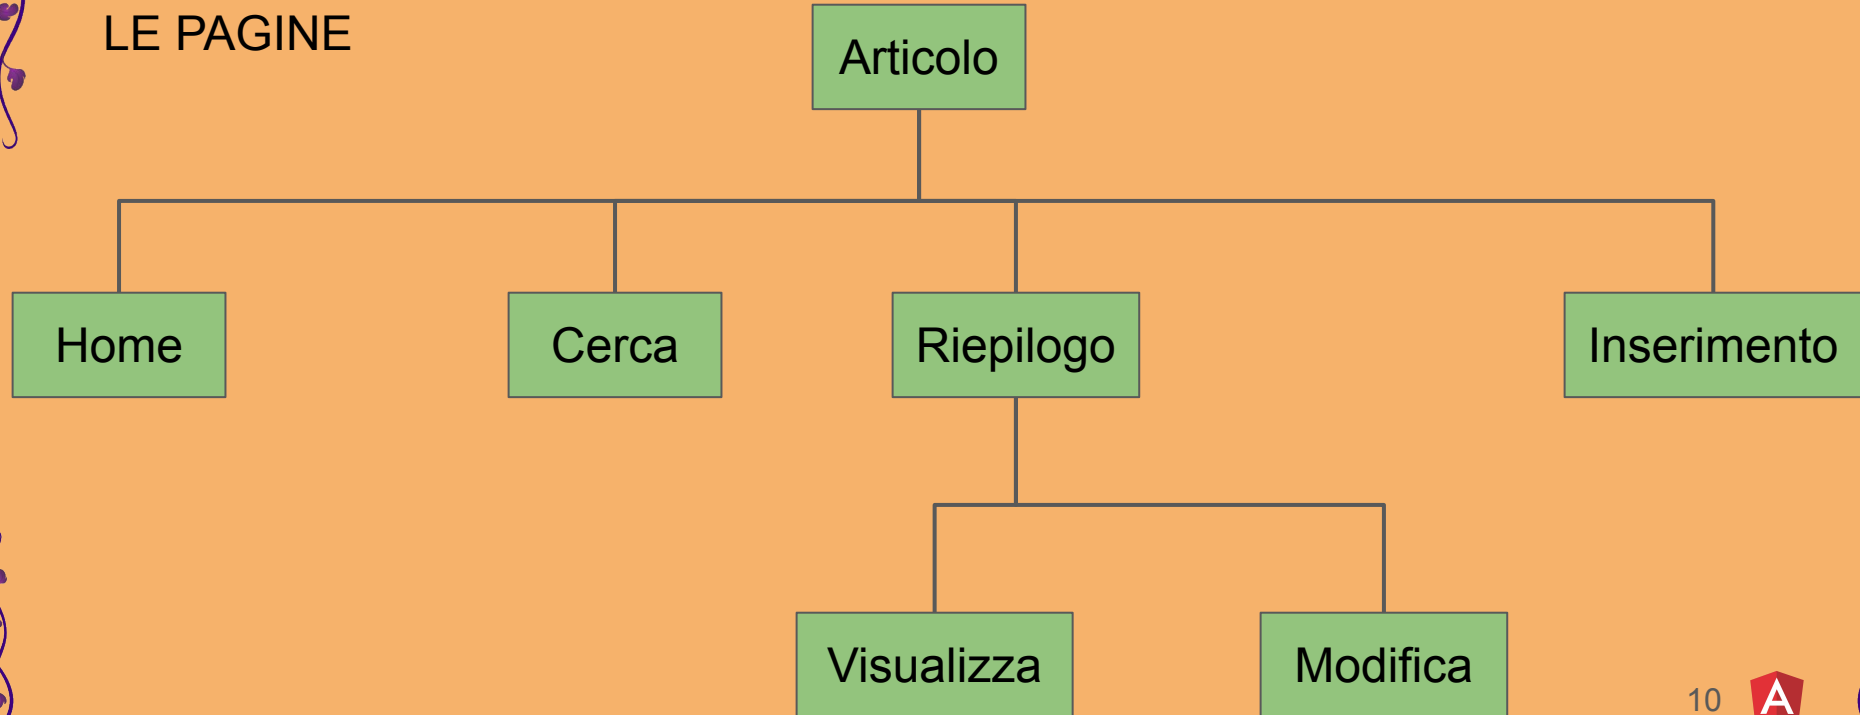 LE PAGINE
Articolo
Home
Cerca
Riepilogo
Inserimento
Visualizza
Modifica
10
A